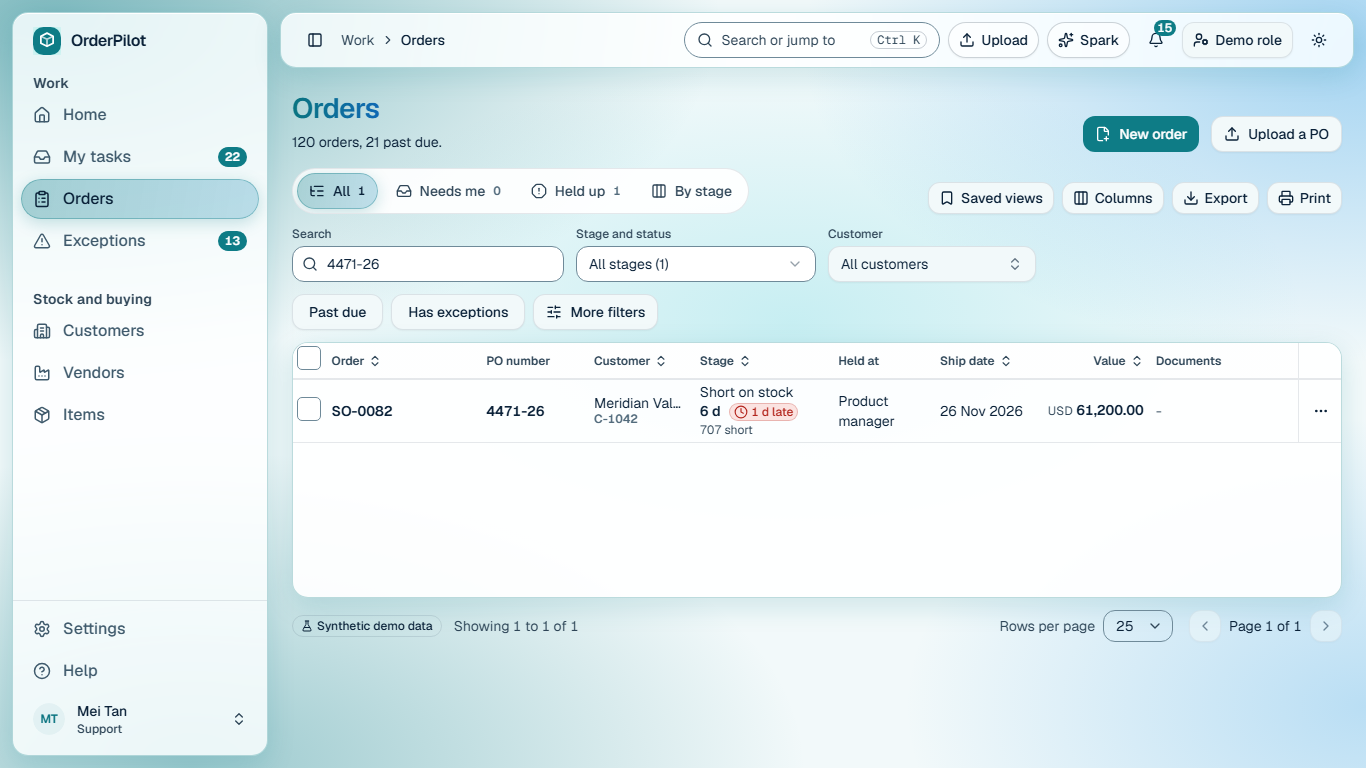 OrderPilot
Work
Home
My tasks 22
Orders
Exceptions 13
Stock and buying
Customers
Vendors
Items
Settings
Help
MT
Mei Tan
Support
Work > Orders
Search or jump to Ctrl K
Upload
Spark
15
Demo role
Orders
120 orders, 21 past due.
New order
Upload a PO
All 1
Needs me 0
Held up 1
By stage
Saved views
Columns
Export
Print
Search
4471-26
Stage and status
All stages (1)
Customer
All customers
Past due
Has exceptions
More filters
Order PO number Customer Stage Held at Ship date Value Documents
SO-0082
4471-26
Meridian Val...
C-1042
Short on stock
6 d 1 d late
707 short
Product
manager
26 Nov 2026
USD 61,200.00
-
Synthetic demo data
Showing 1 to 1 of 1
Rows per page 25
Page 1 of 1